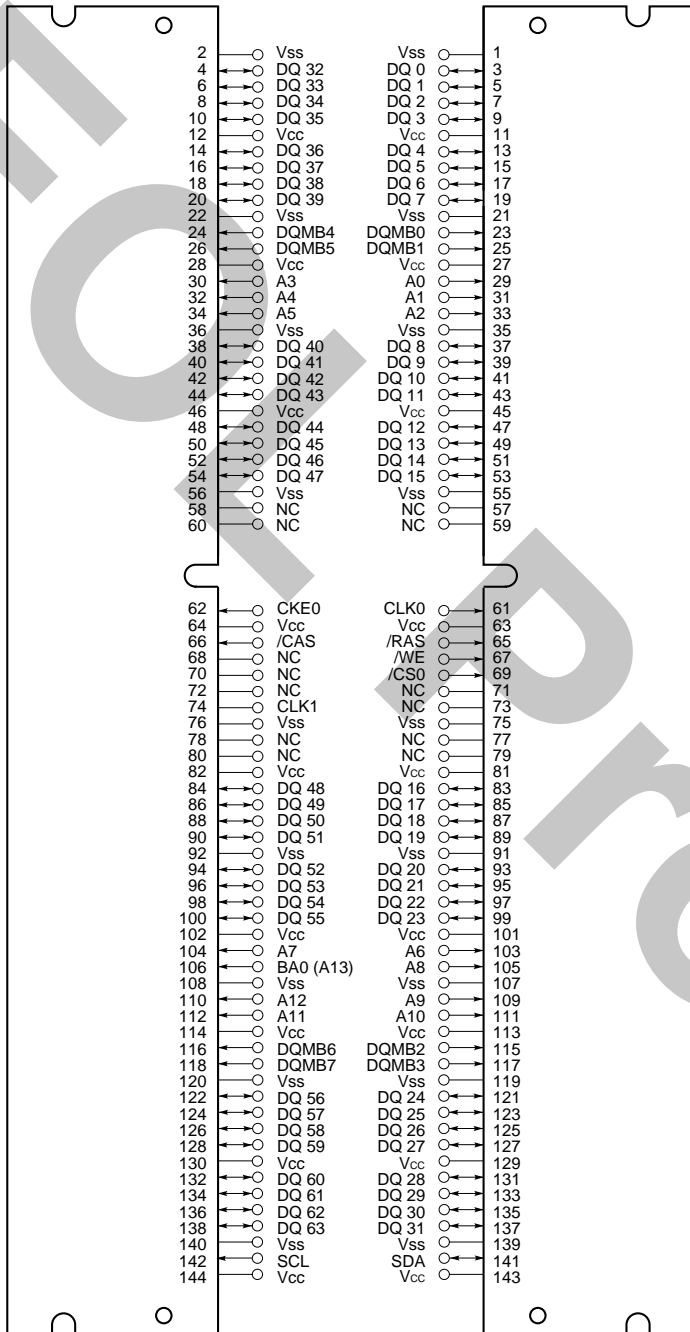 2 Vss Vss 1
4 DQ 32 DQ 0 3
6 DQ 33 DQ 1 5
8 DQ 34 DQ 2 7
10 DQ 35 DQ 3 9
12 Vcc Vcc 11
14 DQ 36 DQ 4 13
16 DQ 37 DQ 5 15
18 DQ 38 DQ 6 17
20 DQ 39 DQ 7 19
22 Vss Vss 21
24 DQMB4 DQMB0 23
26 DQMB5 DQMB1 25
28 Vcc Vcc 27
30 A3 A0 29
32 A4 A1 31
34 A5 A2 33
36 Vss Vss 35
38 DQ 40 DQ 8 37
40 DQ 41 DQ 9 39
42 DQ 42 DQ 10 41
44 DQ 43 DQ 11 43
46 Vcc Vcc 45
48 DQ 44 DQ 12 47
50 DQ 45 DQ 13 49
52 DQ 46 DQ 14 51
54 DQ 47 DQ 15 53
56 Vss Vss 55
58 NC NC 57
60 NC NC 59
62 CKE0 CLK0 61
64 Vcc Vcc 63
66 /CAS /RAS 65
68 NC /WE 67
70 NC /CS0 69
72 NC NC 71
74 CLK1 NC 73
76 Vss Vss 75
78 NC NC 77
80 NC NC 79
82 Vcc Vcc 81
84 DQ 48 DQ 16 83
86 DQ 49 DQ 17 85
88 DQ 50 DQ 18 87
90 DQ 51 DQ 19 89
92 Vss Vss 91
94 DQ 52 DQ 20 93
96 DQ 53 DQ 21 95
98 DQ 54 DQ 22 97
100 DQ 55 DQ 23 99
102 Vcc Vcc 101
104 A7 A6 103
106 BA0 (A13) A8 105
108 Vss Vss 107
110 A12 A9 109
112 A11 A10 111
114 Vcc Vcc 113
116 DQMB6 DQMB2 115
118 DQMB7 DQMB3 117
120 Vss Vss 119
122 DQ 56 DQ 24 121
124 DQ 57 DQ 25 123
126 DQ 58 DQ 26 125
128 DQ 59 DQ 27 127
130 Vcc Vcc 129
132 DQ 60 DQ 28 131
134 DQ 61 DQ 29 133
136 DQ 62 DQ 30 135
138 DQ 63 DQ 31 137
140 Vss Vss 139
142 SCL SDA 141
144 Vcc Vcc 143
EOL Pro